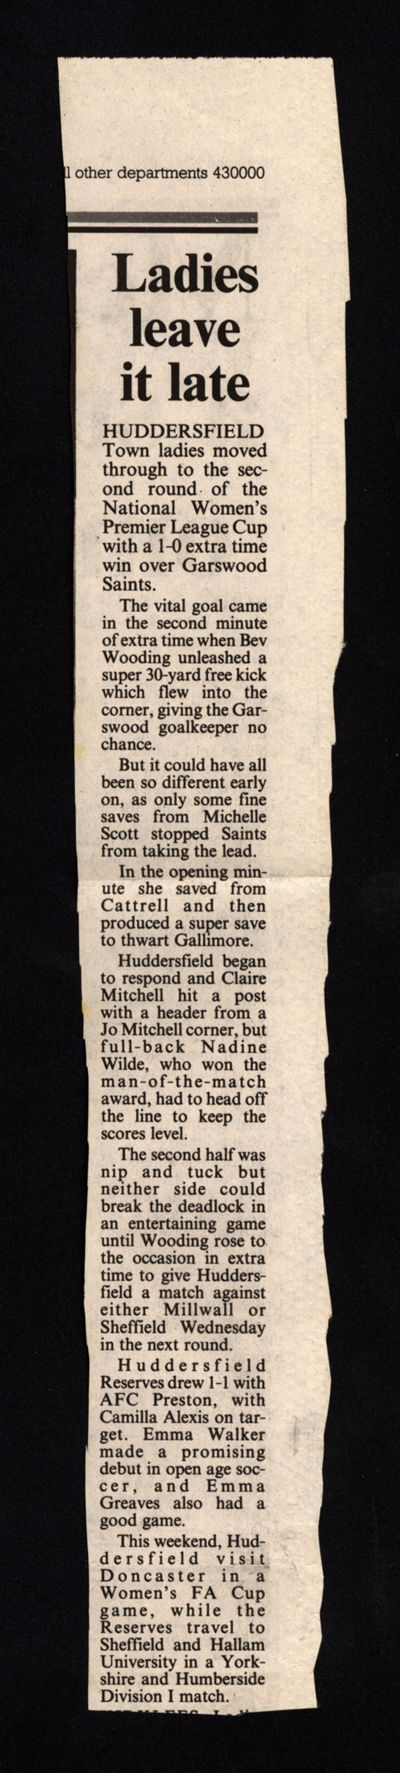 l other departments 430000
Ladies
leave
it late
HUDDERSFIELD
Town ladies moved
through to the sec-
ond round of the
National Women's
Premier League Cup
with a 1-0 extra time
win over Garswood
Saints.
The vital goal came
in the second minute
of extra time when Bev
Wooding unleashed a
super 30-yard free kick
which flew into the
corner, giving the Gar-
swood goalkeeper no
chance.
But it could have all
been so different early
on, as only some fine
saves from Michelle
Scott stopped Saints
from taking the lead.
In the opening min-
ute she saved from
Cattrell and then
produced a super save
to thwart Gallimore.
Huddersfield began
to respond and Claire
Mitchell hit a post
with a header from a
Jo Mitchell corner, but
full-back Nadine
Wilde, who won the
man-of-the-match
award, had to head off
the line to keep the
scores level.
The second half was
nip and tuck but
neither side could
break the deadlock in
an entertaining game
until Wooding rose to
the occasion in extra
time to give Hudders-
field a match against
either Millwall or
Sheffield Wednesday
in the next round.
Huddersfield
Reserves drew 1-1 with
AFC Preston, with
Camilla Alexis on tar-
get. Emma Walker
made a promising
debut in open age soc-
cer, and Emma
Greaves also had a
good game.
This weekend, Hud-
dersfield visit
Doncaster in a
Women's FA Cup
game, while the
Reserves travel to
Sheffield and Hallam
University in a York-
shire and Humberside
Division I match.